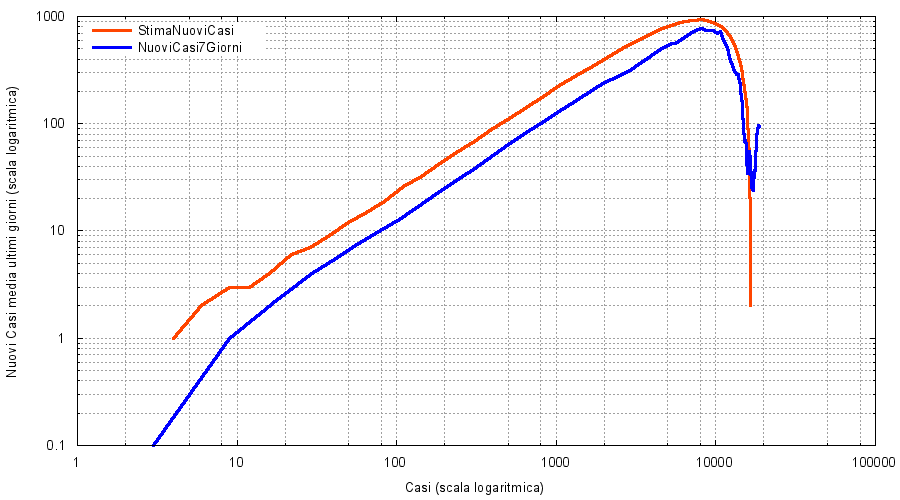 StimaNuoviCasi
NuoviCasi7Giorni
Nuovi Casi media ultimi giorni (scala logaritmica)
1000
100
10
1
0.1
1
10
100
1000
10000
100000
Casi (scala logaritmica)